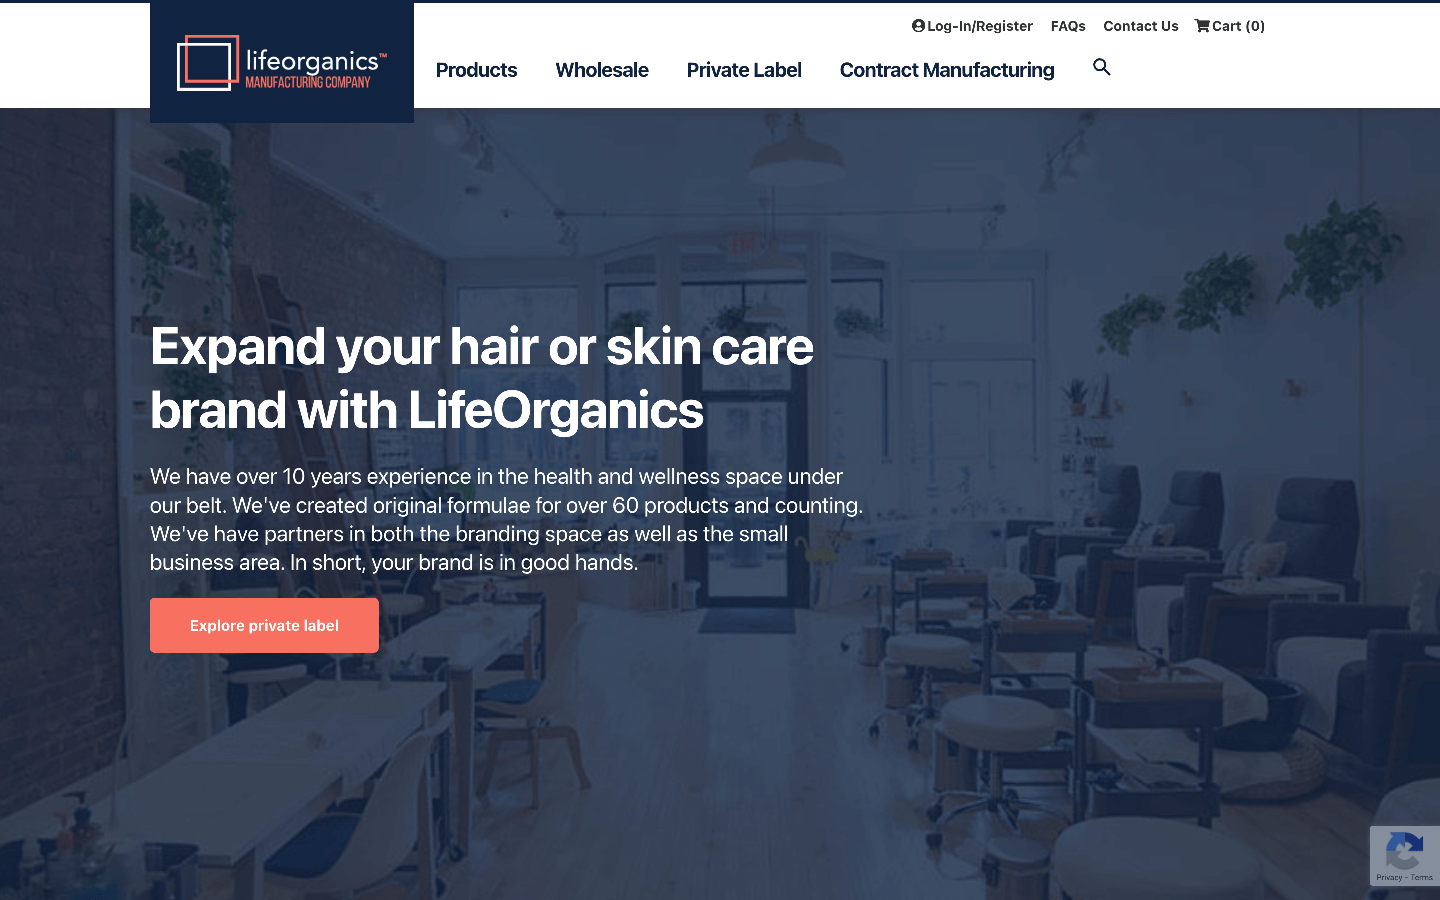 Log-In/Register FAQs Contact Us Cart (0)
lifeorganics™
MANUFACTURING COMPANY
Products Wholesale Private Label Contract Manufacturing
Expand your hair or skin care
brand with LifeOrganics
We have over 10 years experience in the health and wellness space under
our belt. We've created original formulae for over 60 products and counting.
We've have partners in both the branding space as well as the small
business area. In short, your brand is in good hands.
Explore private label
Privacy - Terms